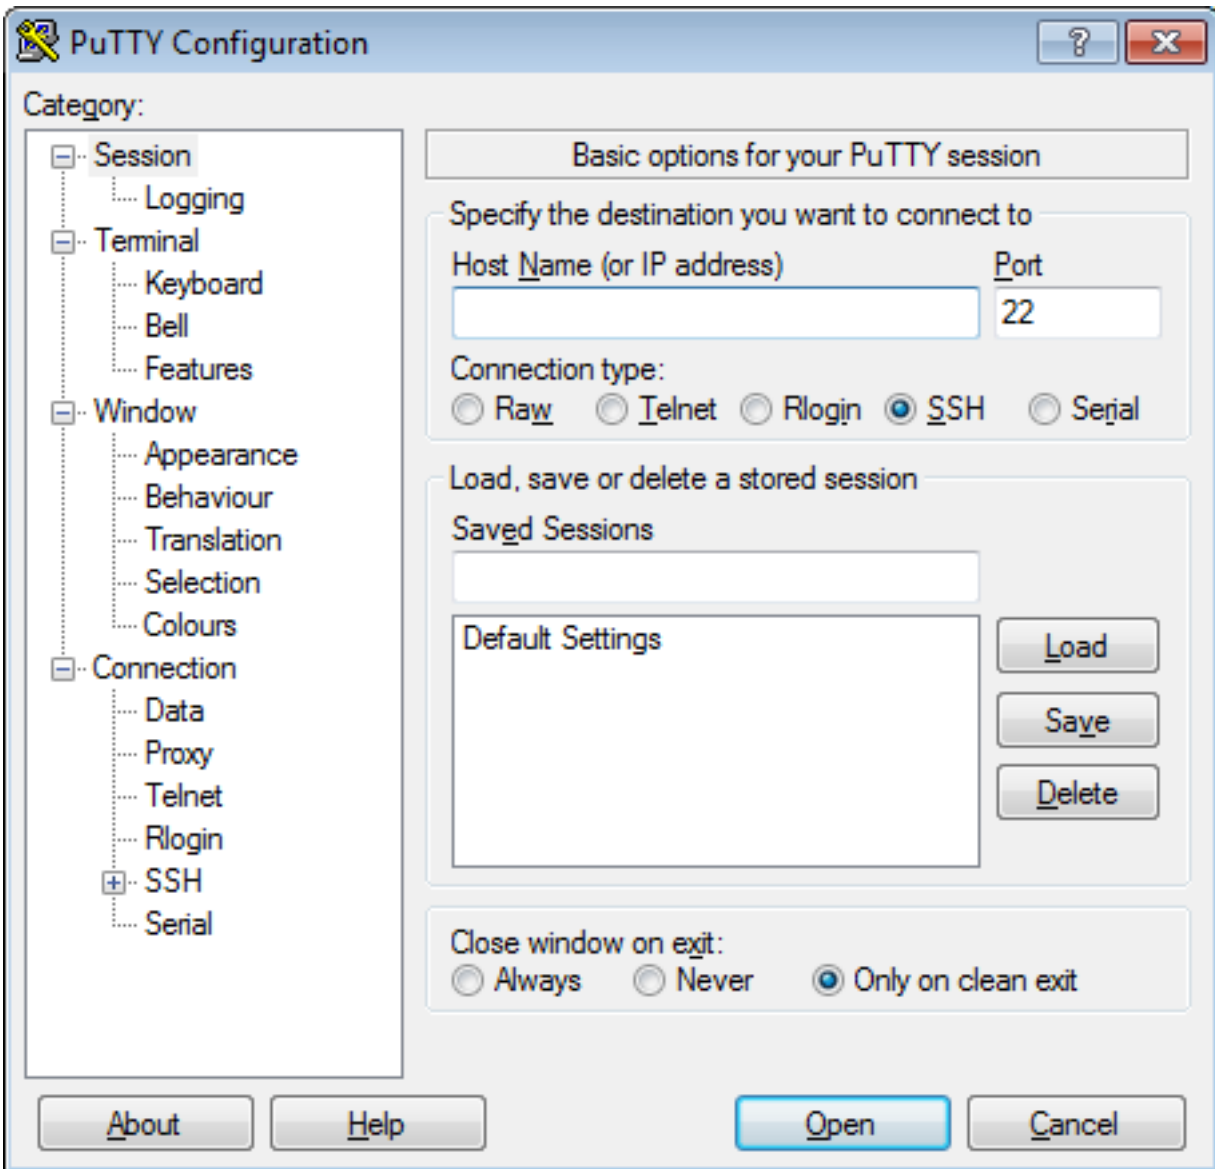 PuTTY Configuration
Category:
Session
Logging
Terminal
Keyboard
Bell
Features
Window
Appearance
Behaviour
Translation
Selection
Colours
Connection
Data
Proxy
Telnet
Rlogin
SSH
Serial
Basic options for your PuTTY session
Specify the destination you want to connect to
Host Name (or IP address) Port
22
Connection type:
Raw Telnet Rlogin SSH Serial
Load, save or delete a stored session
Saved Sessions
Default Settings
Load
Save
Delete
Close window on exit:
Always Never Only on clean exit
About Help Open Cancel